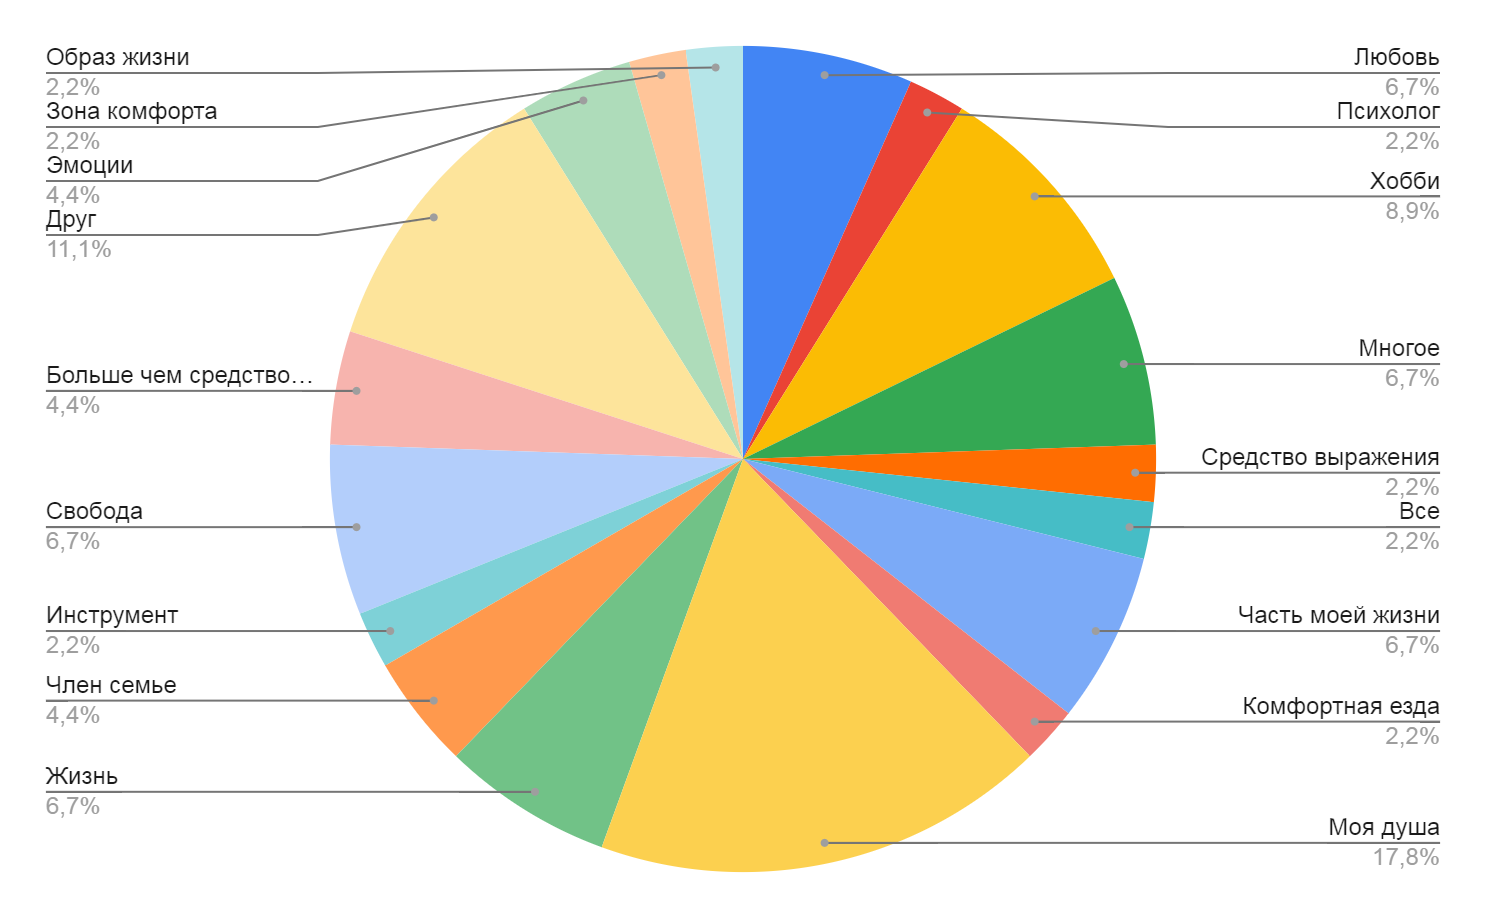 Образ жизни
2,2%
Зона комфорта
2,2%
Эмоции
4,4%
Друг
11,1%
Больше чем средство…
4,4%
Свобода
6,7%
Инструмент
2,2%
Член семье
4,4%
Жизнь
6,7%
Любовь
6,7%
Психолог
2,2%
Хобби
8,9%
Многое
6,7%
Средство выражения
2,2%
Все
2,2%
Часть моей жизни
6,7%
Комфортная езда
2,2%
Моя душа
17,8%